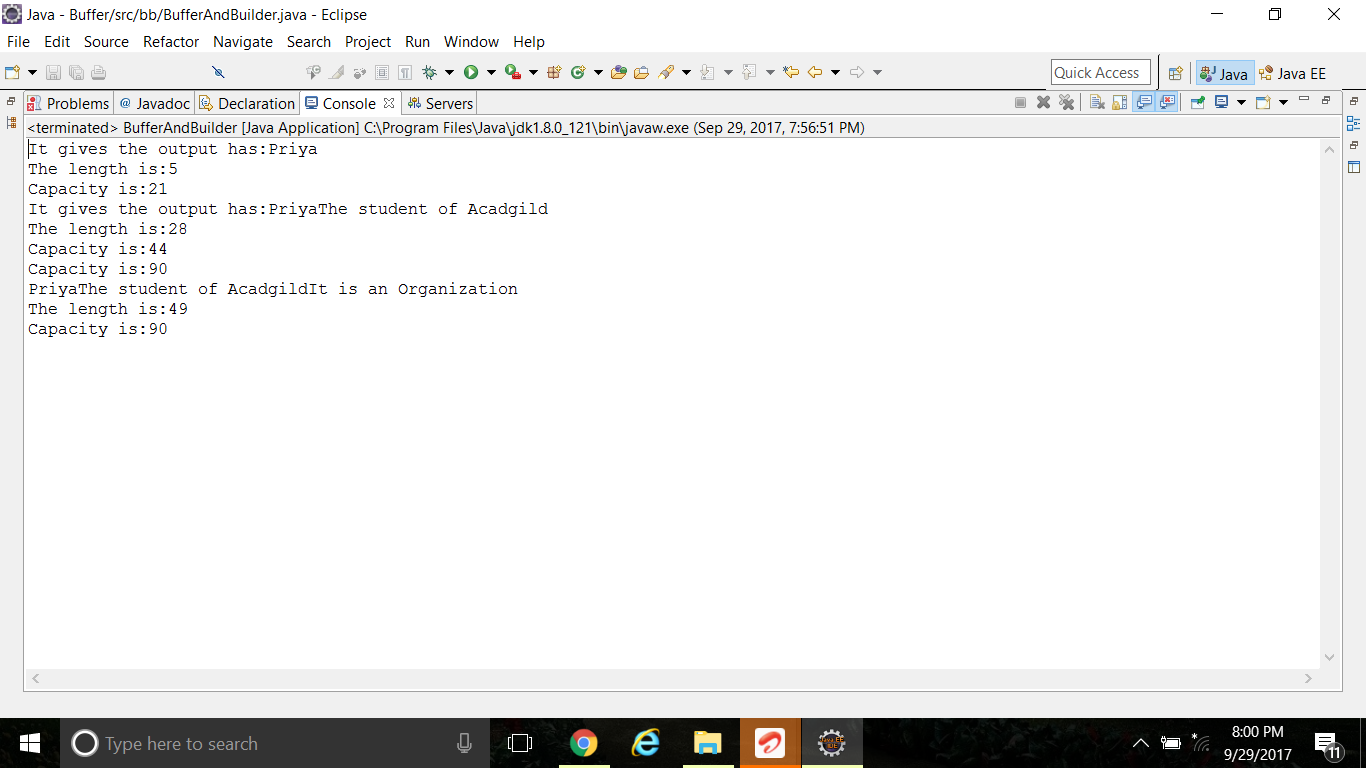 Java - Buffer/src/bb/BufferAndBuilder.java - Eclipse
File Edit Source Refactor Navigate Search Project Run Window Help
Quick Access
Java
Java EE
Problems
@ Javadoc
Declaration
Console
Servers
<terminated> BufferAndBuilder [Java Application] C:\Program Files\Java\jdk1.8.0_121\bin\javaw.exe (Sep 29, 2017, 7:56:51 PM)
It gives the output has:Priya
The length is:5
Capacity is:21
It gives the output has:PriyaThe student of Acadgild
The length is:28
Capacity is:44
Capacity is:90
PriyaThe student of AcadgildIt is an Organization
The length is:49
Capacity is:90
Type here to search
8:00 PM
9/29/2017
11